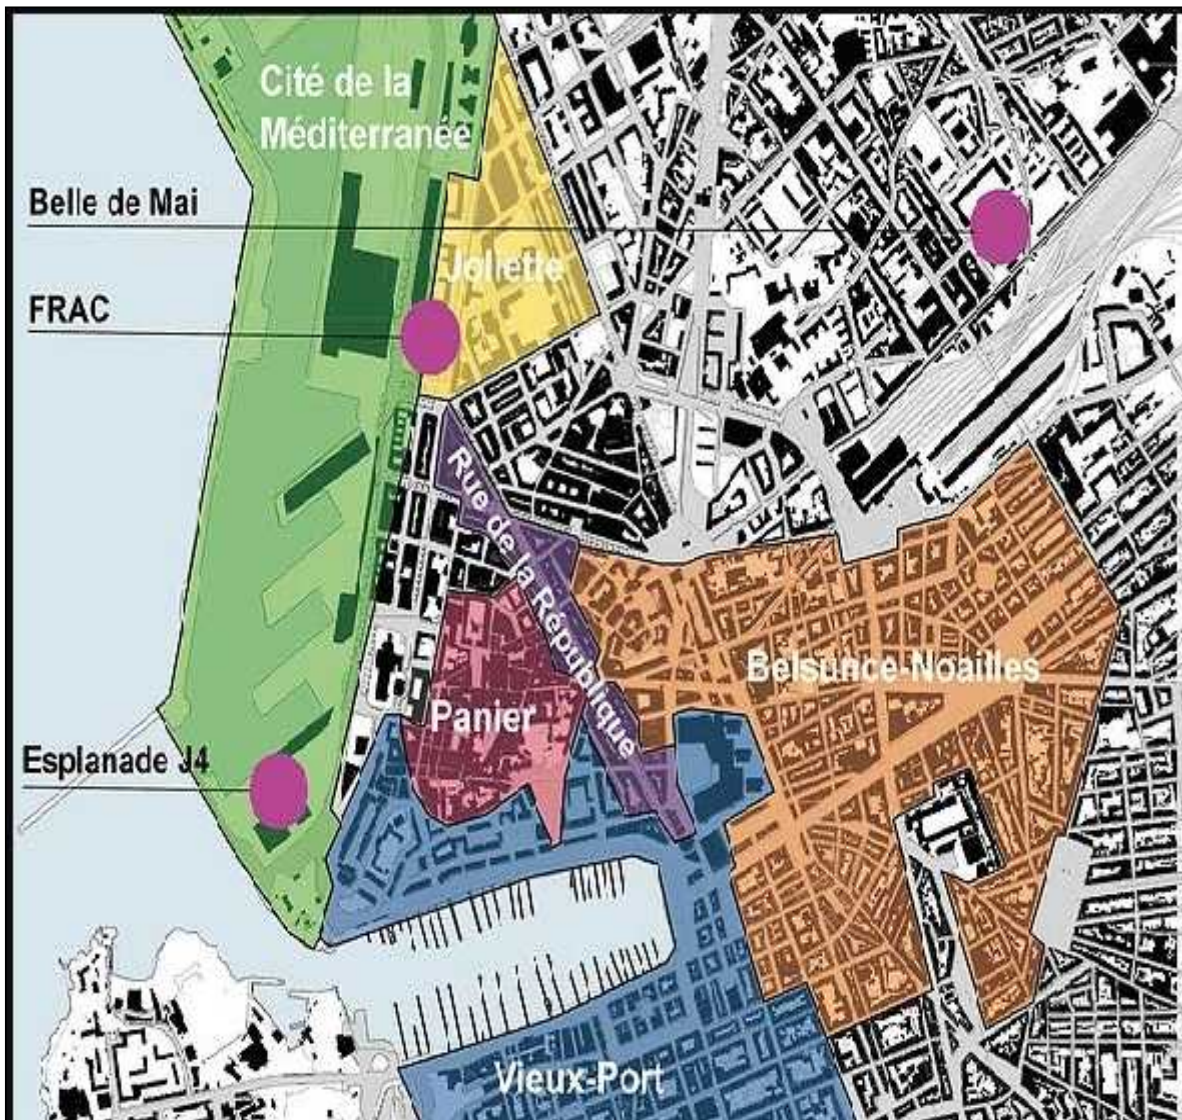 Cité de la
Méditerranée
Belle de Mai
Joliette
FRAC
Rue de la République
Belsunce-Noailles
Panier
Esplanade J4
Vieux-Port